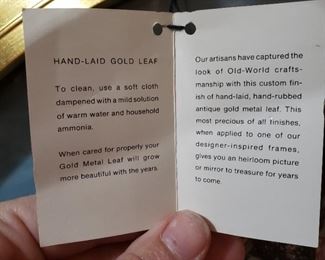 HAND-LAID GOLD LEAF
To clean, use a soft cloth
dampened with a mild solution
of warm water and household
ammonia.
When cared for properly your
Gold Metal Leaf will grow
more beautiful with the years.
Our artisans have captured the
look of Old-World crafts-
manship with this custom fin-
ish of hand-laid, hand-rubbed
antique gold metal leaf. This
most precious of all finishes,
when applied to one of our
designer-inspired frames,
gives you an heirloom picture
or mirror to treasure for years
to come.